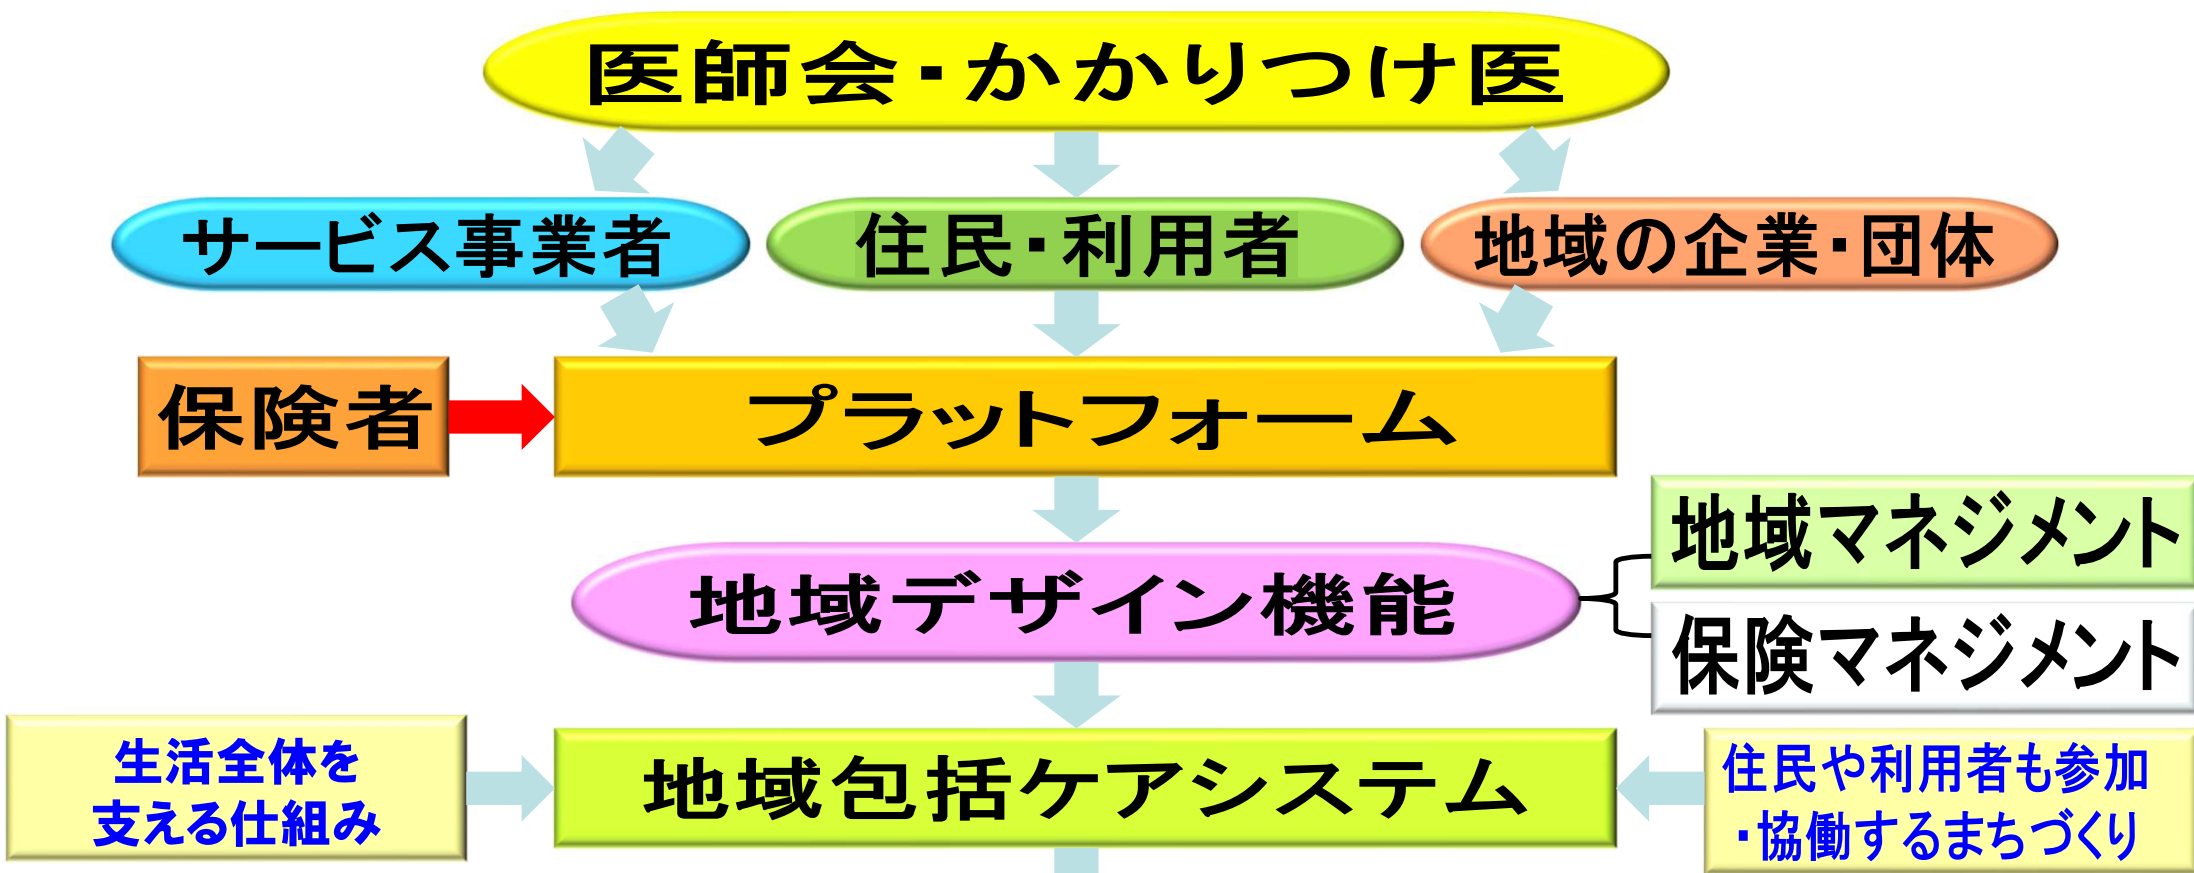 医師会・かかりつけ医
サービス事業者
住民・利用者
地域の企業・団体
保険者
プラットフォーム
地域デザイン機能
地域マネジメント
保険マネジメント
生活全体を
支える仕組み
地域包括ケアシステム
住民や利用者も参加
・協働するまちづくり